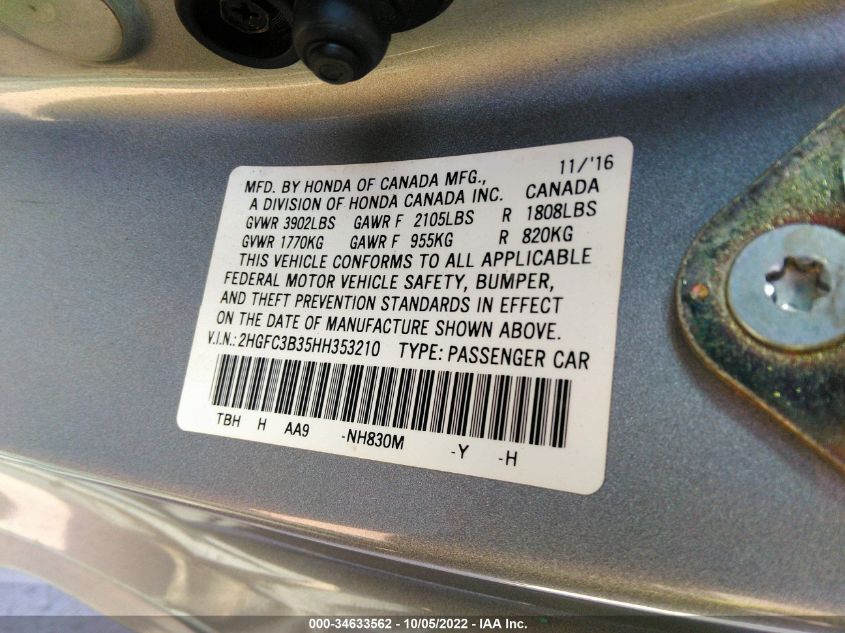 11/'16
MFD. BY HONDA OF CANADA MFG.,
A DIVISION OF HONDA CANADA INC. CANADA
GVWR 3902LBS GAWR F 2105LBS R 1808LBS
GVWR 1770KG GAWR F 955KG R 820KG
THIS VEHICLE CONFORMS TO ALL APPLICABLE
FEDERAL MOTOR VEHICLE SAFETY, BUMPER,
AND THEFT PREVENTION STANDARDS IN EFFECT
ON THE DATE OF MANUFACTURE SHOWN ABOVE.
V.I.N.: 2HGFC3B35HH353210 TYPE: PASSENGER CAR
TBH H AA9 -NH830M -Y -H
000-34633562 - 10/05/2022 - IAA Inc.